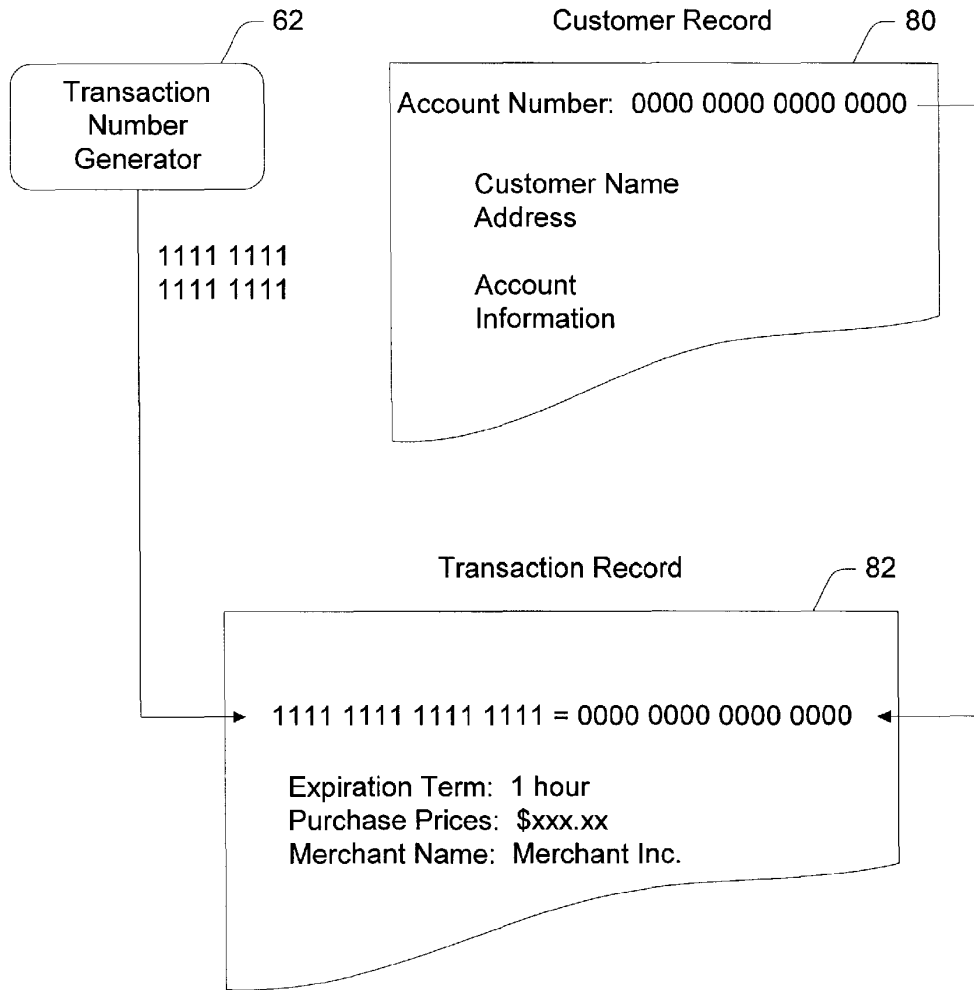 62
Transaction
Number
Generator
1111 1111
1111 1111
Customer Record
80
Account Number: 0000 0000 0000 0000
Customer Name
Address
Account
Information
Transaction Record
82
1111 1111 1111 1111 = 0000 0000 0000 0000
Expiration Term: 1 hour
Purchase Prices: $xxx.xx
Merchant Name: Merchant Inc.